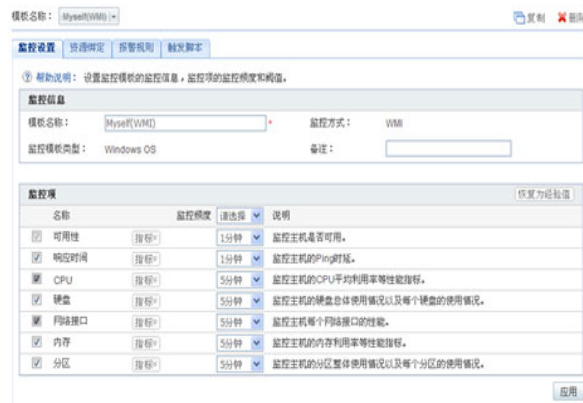 模板名称： Myself(WMI)
复制 删除
监控设置 资源绑定 报警规则 触发脚本
帮助说明：设置监控模板的监控信息，监控项的监控频度和阀值。
监控信息
模板名称： Myself(WMI) * 监控方式： WMI
监控模板类型： Windows OS 备注：
监控项 恢复为经验值
名称 监控频度 请选择 说明
可用性 指标 1分钟 监控主机是否可用。
响应时间 指标 1分钟 监控主机的Ping时延。
CPU 指标 5分钟 监控主机的CPU平均利用率等性能指标。
硬盘 指标 5分钟 监控主机的硬盘总体使用情况以及每个硬盘的使用情况。
网络接口 指标 5分钟 监控主机每个网络接口的性能。
内存 指标 5分钟 监控主机的内存利用率等性能指标。
分区 指标 5分钟 监控主机的分区整体使用情况以及每个分区的使用情况。
应用